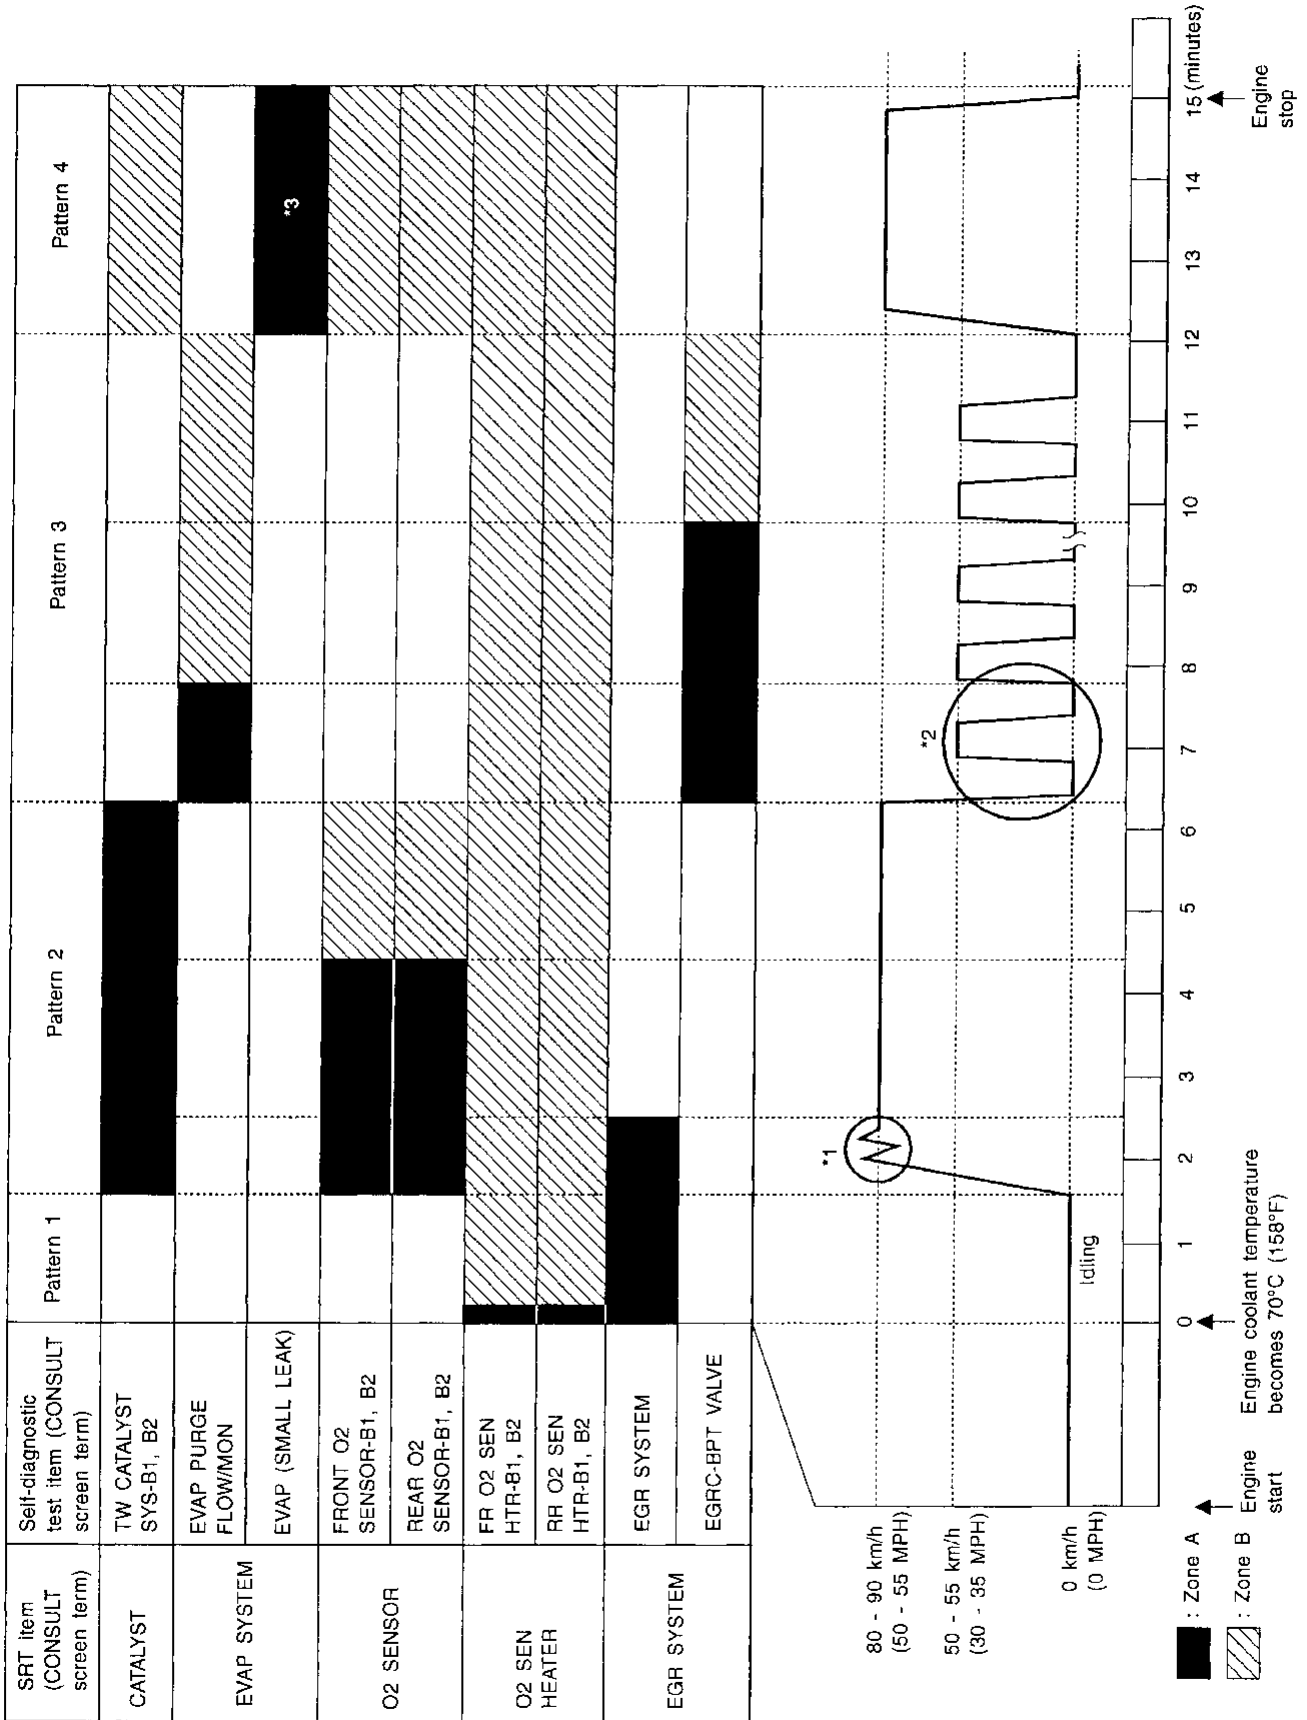 SRT item
(CONSULT
screen term)
Self-diagnostic
test item (CONSULT
screen term)
Pattern 1
Pattern 2
Pattern 3
Pattern 4
CATALYST
TW CATALYST
SYS-B1, B2
EVAP SYSTEM
EVAP PURGE
FLOW/MON
EVAP (SMALL LEAK)
*3
O2 SENSOR
FRONT O2
SENSOR-B1, B2
REAR O2
SENSOR-B1, B2
O2 SEN
HEATER
FR O2 SEN
HTR-B1, B2
RR O2 SEN
HTR-B1, B2
EGR SYSTEM
EGR SYSTEM
EGRC-BPT VALVE
80 - 90 km/h
(50 - 55 MPH)
50 - 55 km/h
(30 - 35 MPH)
0 km/h
(0 MPH)
*1
*2
Idling
0 1 2 3 4 5 6 7 8 9 10 11 12 13 14 15 (minutes)
: Zone A
: Zone B
Engine
start
Engine coolant temperature
becomes 70°C (158°F)
Engine
stop